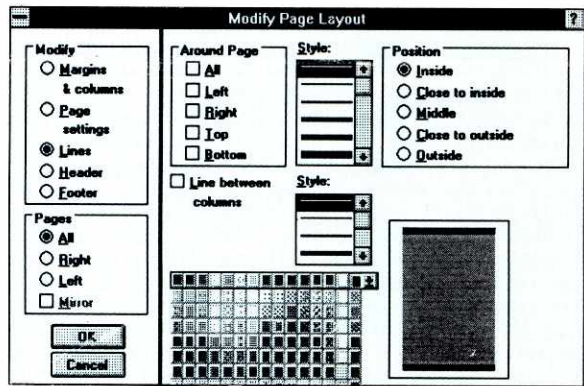 Modify Page Layout
?
Modify
Margins
& columns
Page
settings
Lines
Header
Footer
Pages
All
Right
Left
Mirror
OK
Cancel
Around Page
All
Left
Right
Top
Bottom
Style:
Position
Inside
Close to inside
Middle
Close to outside
Outside
Line between
columns
Style: